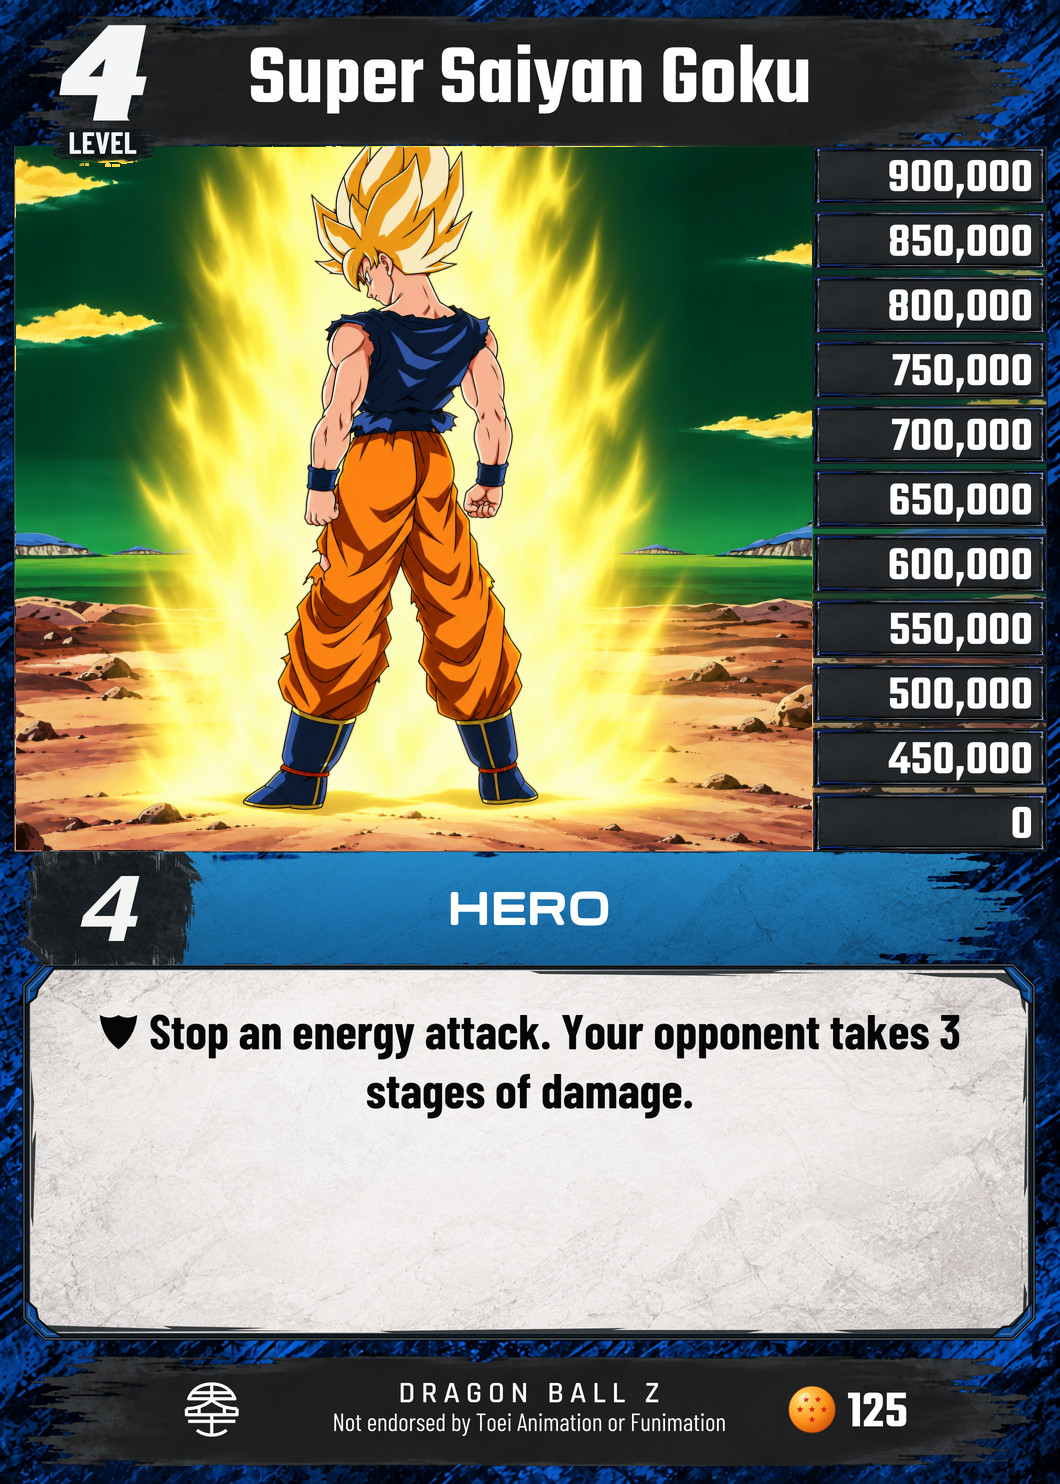 4
LEVEL
Super Saiyan Goku
900,000
850,000
800,000
750,000
700,000
650,000
600,000
550,000
500,000
450,000
0
4
HERO
Stop an energy attack. Your opponent takes 3
stages of damage.
DRAGON BALL Z
Not endorsed by Toei Animation or Funimation
125